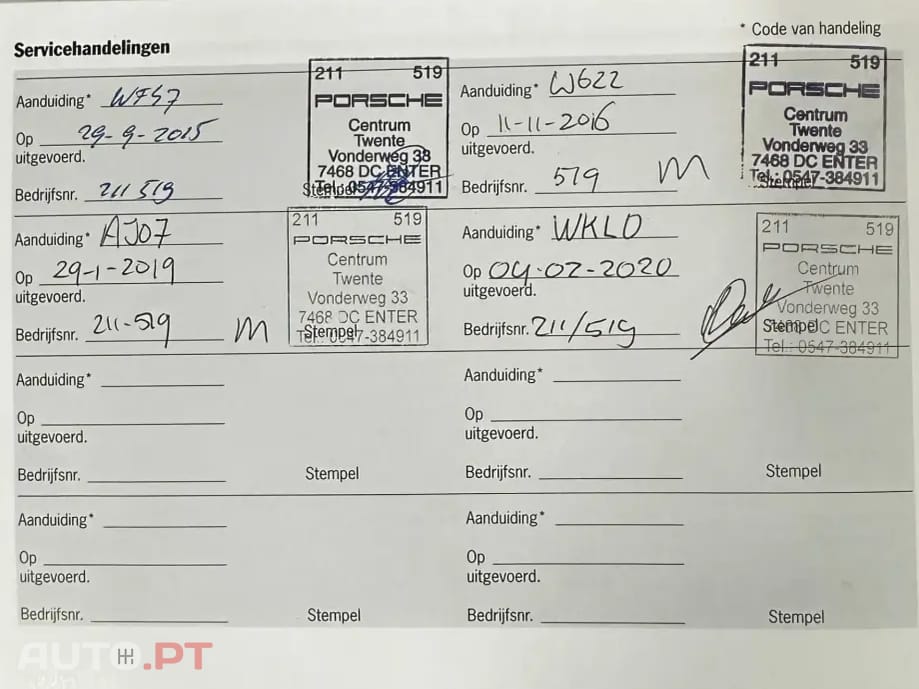 * Code van handeling
Servicehandelingen
Aanduiding* WF57
Op 29-9-2015
uitgevoerd.
Bedrijfsnr. 211 519
211 519
PORSCHE
Centrum
Twente
Vonderweg 33
7468 DC ENTER
Tel.: 0547-384911
Stempel
Aanduiding* W622
Op 11-11-2016
uitgevoerd.
Bedrijfsnr. 519
M
211 519
PORSCHE
Centrum
Twente
Vonderweg 33
7468 DC ENTER
Tel.: 0547-384911
Stempel
Aanduiding* AJ07
Op 29-1-2019
uitgevoerd.
Bedrijfsnr. 211-519
M
211 519
PORSCHE
Centrum
Twente
Vonderweg 33
7468 DC ENTER
Tel.: 0547-384911
Stempel
Aanduiding* WKLD
Op 04-02-2020
uitgevoerd.
Bedrijfsnr. 211/519
211 519
PORSCHE
Centrum
Twente
Vonderweg 33
7468 DC ENTER
Tel.: 0547-384911
Stempel
Aanduiding*
Op
uitgevoerd.
Bedrijfsnr. Stempel
Aanduiding*
Op
uitgevoerd.
Bedrijfsnr. Stempel
Aanduiding*
Op
uitgevoerd.
Bedrijfsnr. Stempel
Aanduiding*
Op
uitgevoerd.
Bedrijfsnr. Stempel
AUTO.PT